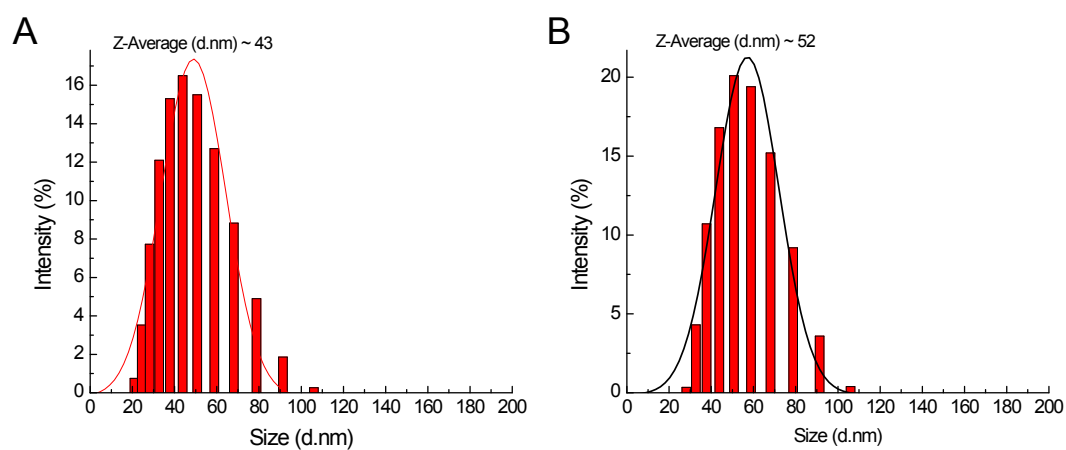 A
Z-Average (d.nm) ~ 43
Intensity (%)
16
14
12
10
8
6
4
2
0
0 20 40 60 80 100 120 140 160 180 200
Size (d.nm)
B
Z-Average (d.nm) ~ 52
Intensity (%)
20
15
10
5
0
0 20 40 60 80 100 120 140 160 180 200
Size (d.nm)